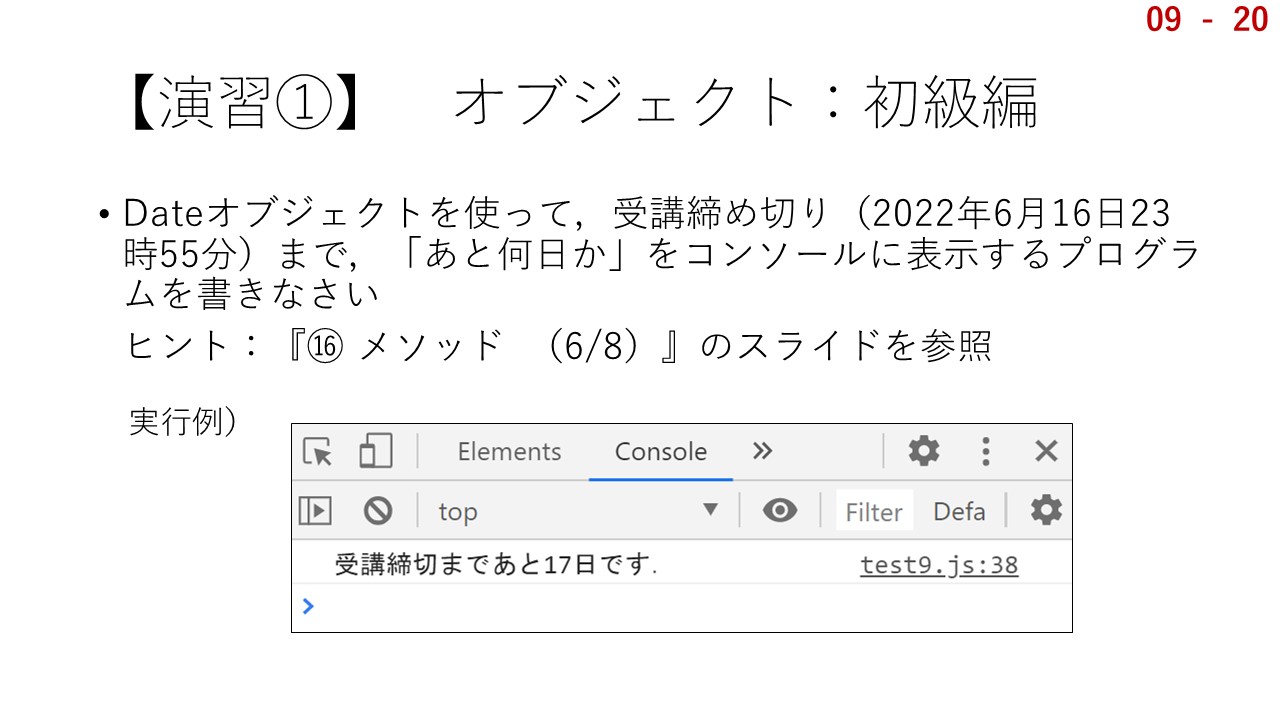 09 - 20
【演習①】　オブジェクト：初級編
• Dateオブジェクトを使って，受講締め切り（2022年6月16日23
時55分）まで，「あと何日か」をコンソールに表示するプログラ
ムを書きなさい
ヒント：『⑯ メソッド　（6/8）』のスライドを参照
実行例）
Elements Console »
top ▼ Filter Defa
受講締切まであと17日です. test9.js:38
>